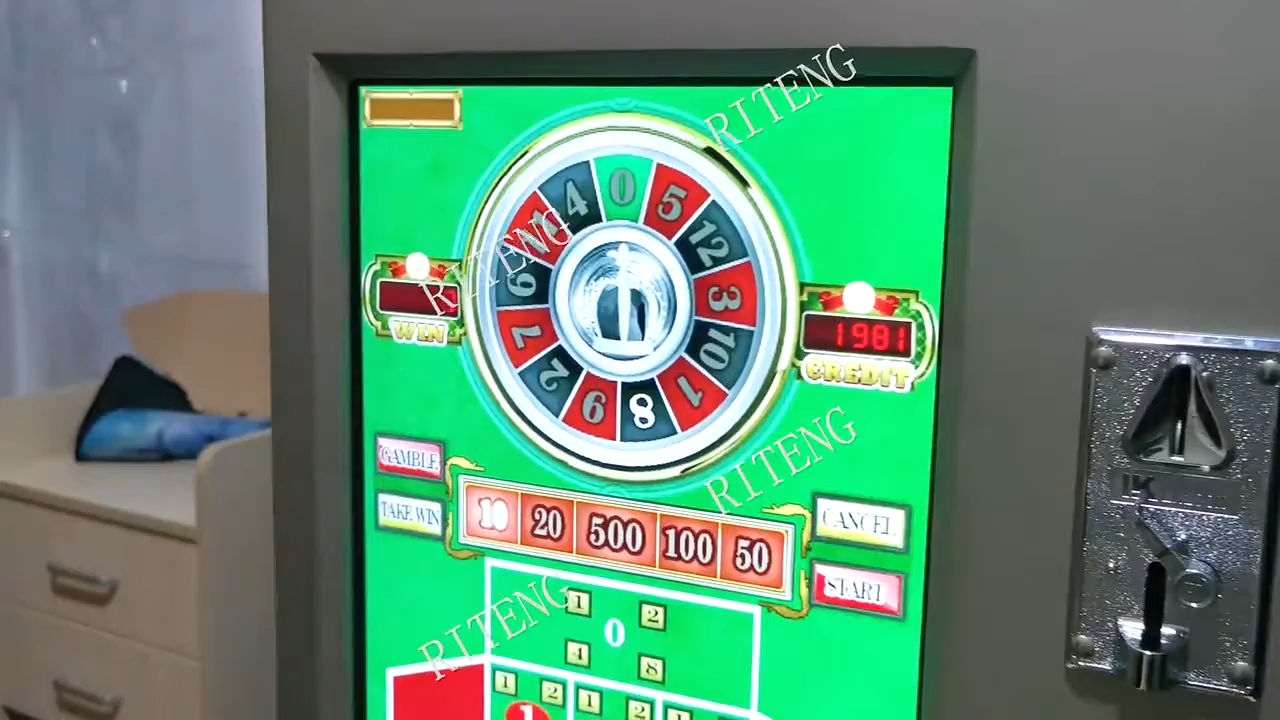 RITENG
0
5
12
3
10
1
8
9
2
7
6
4
RITENG
RITENG
WIN
1981
CREDIT
RITENG
GAMBLE
TAKE WIN
10 20 500 100 50
CANCEL
START
RITENG
1 2
0
4 8
1 2 1 2 1
1